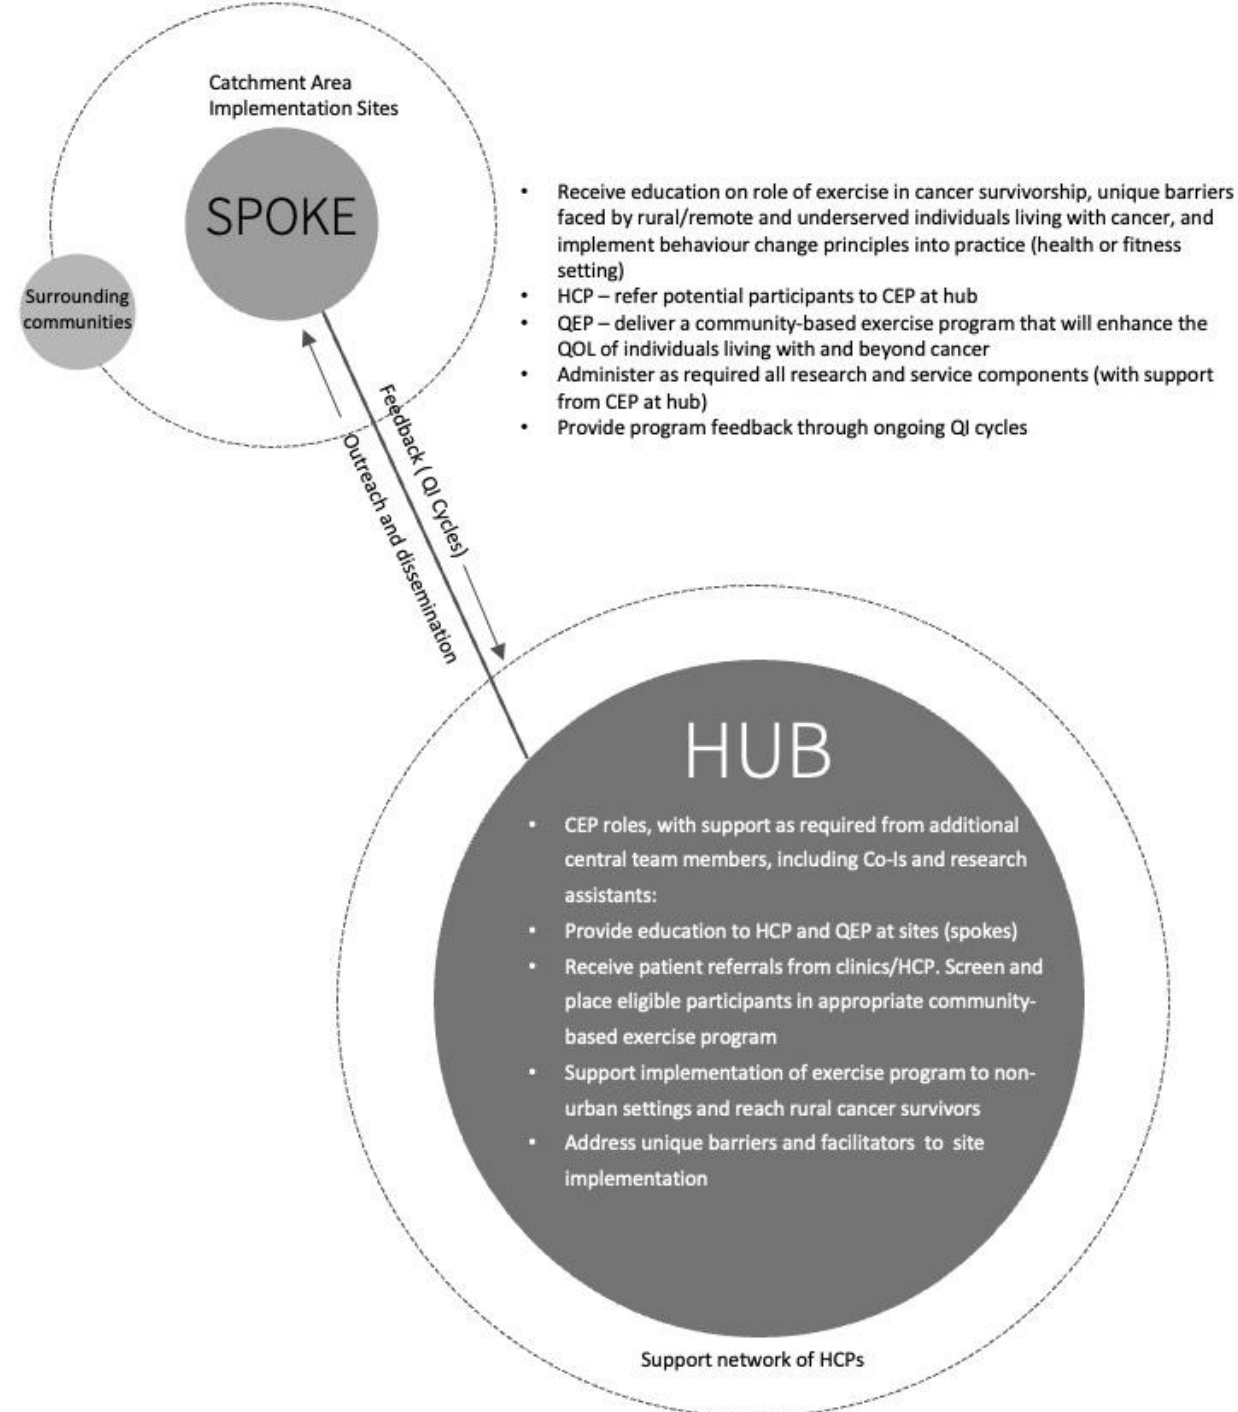 Catchment Area
Implementation Sites
SPOKE
Surrounding
communities
• Receive education on role of exercise in cancer survivorship, unique barriers
faced by rural/remote and underserved individuals living with cancer, and
implement behaviour change principles into practice (health or fitness
setting)
• HCP – refer potential participants to CEP at hub
• QEP – deliver a community-based exercise program that will enhance the
QOL of individuals living with and beyond cancer
• Administer as required all research and service components (with support
from CEP at hub)
• Provide program feedback through ongoing QI cycles
Feedback ( QI Cycles)
Outreach and dissemination
HUB
• CEP roles, with support as required from additional
central team members, including Co-Is and research
assistants:
• Provide education to HCP and QEP at sites (spokes)
• Receive patient referrals from clinics/HCP. Screen and
place eligible participants in appropriate community-
based exercise program
• Support implementation of exercise program to non-
urban settings and reach rural cancer survivors
• Address unique barriers and facilitators to site
implementation
Support network of HCPs